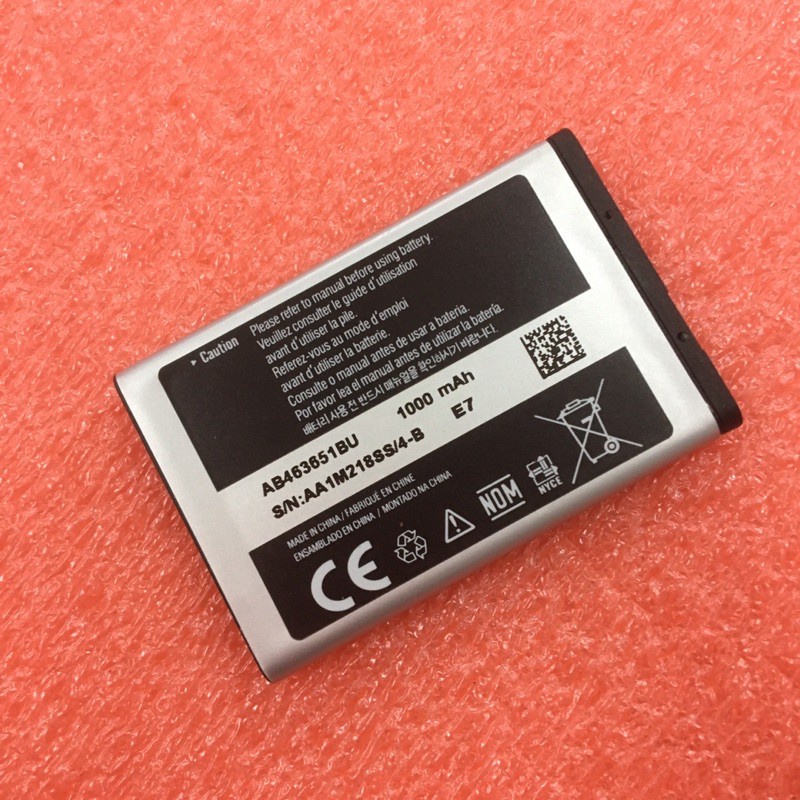 ▸ Caution
Please refer to manual before using battery.
Veuillez consulter le guide d'utilisation
avant d'utiliser la pile.
Referez-vous au mode d'emploi
avant d'utiliser la batterie.
Consulte o manual antes de usar a bateria.
Por favor lea el manual antes de utilizar la batería.
배터리 사용 전 반드시 매뉴얼을 확인하시기 바랍니다.
AB463651BU 1000 mAh
S/N:AA1M218SS/4-B E7
MADE IN CHINA / FABRIQUÉ EN CHINE
ENSAMBLADO EN CHINA / MONTADO NA CHINA
CE
NOM
NYCE